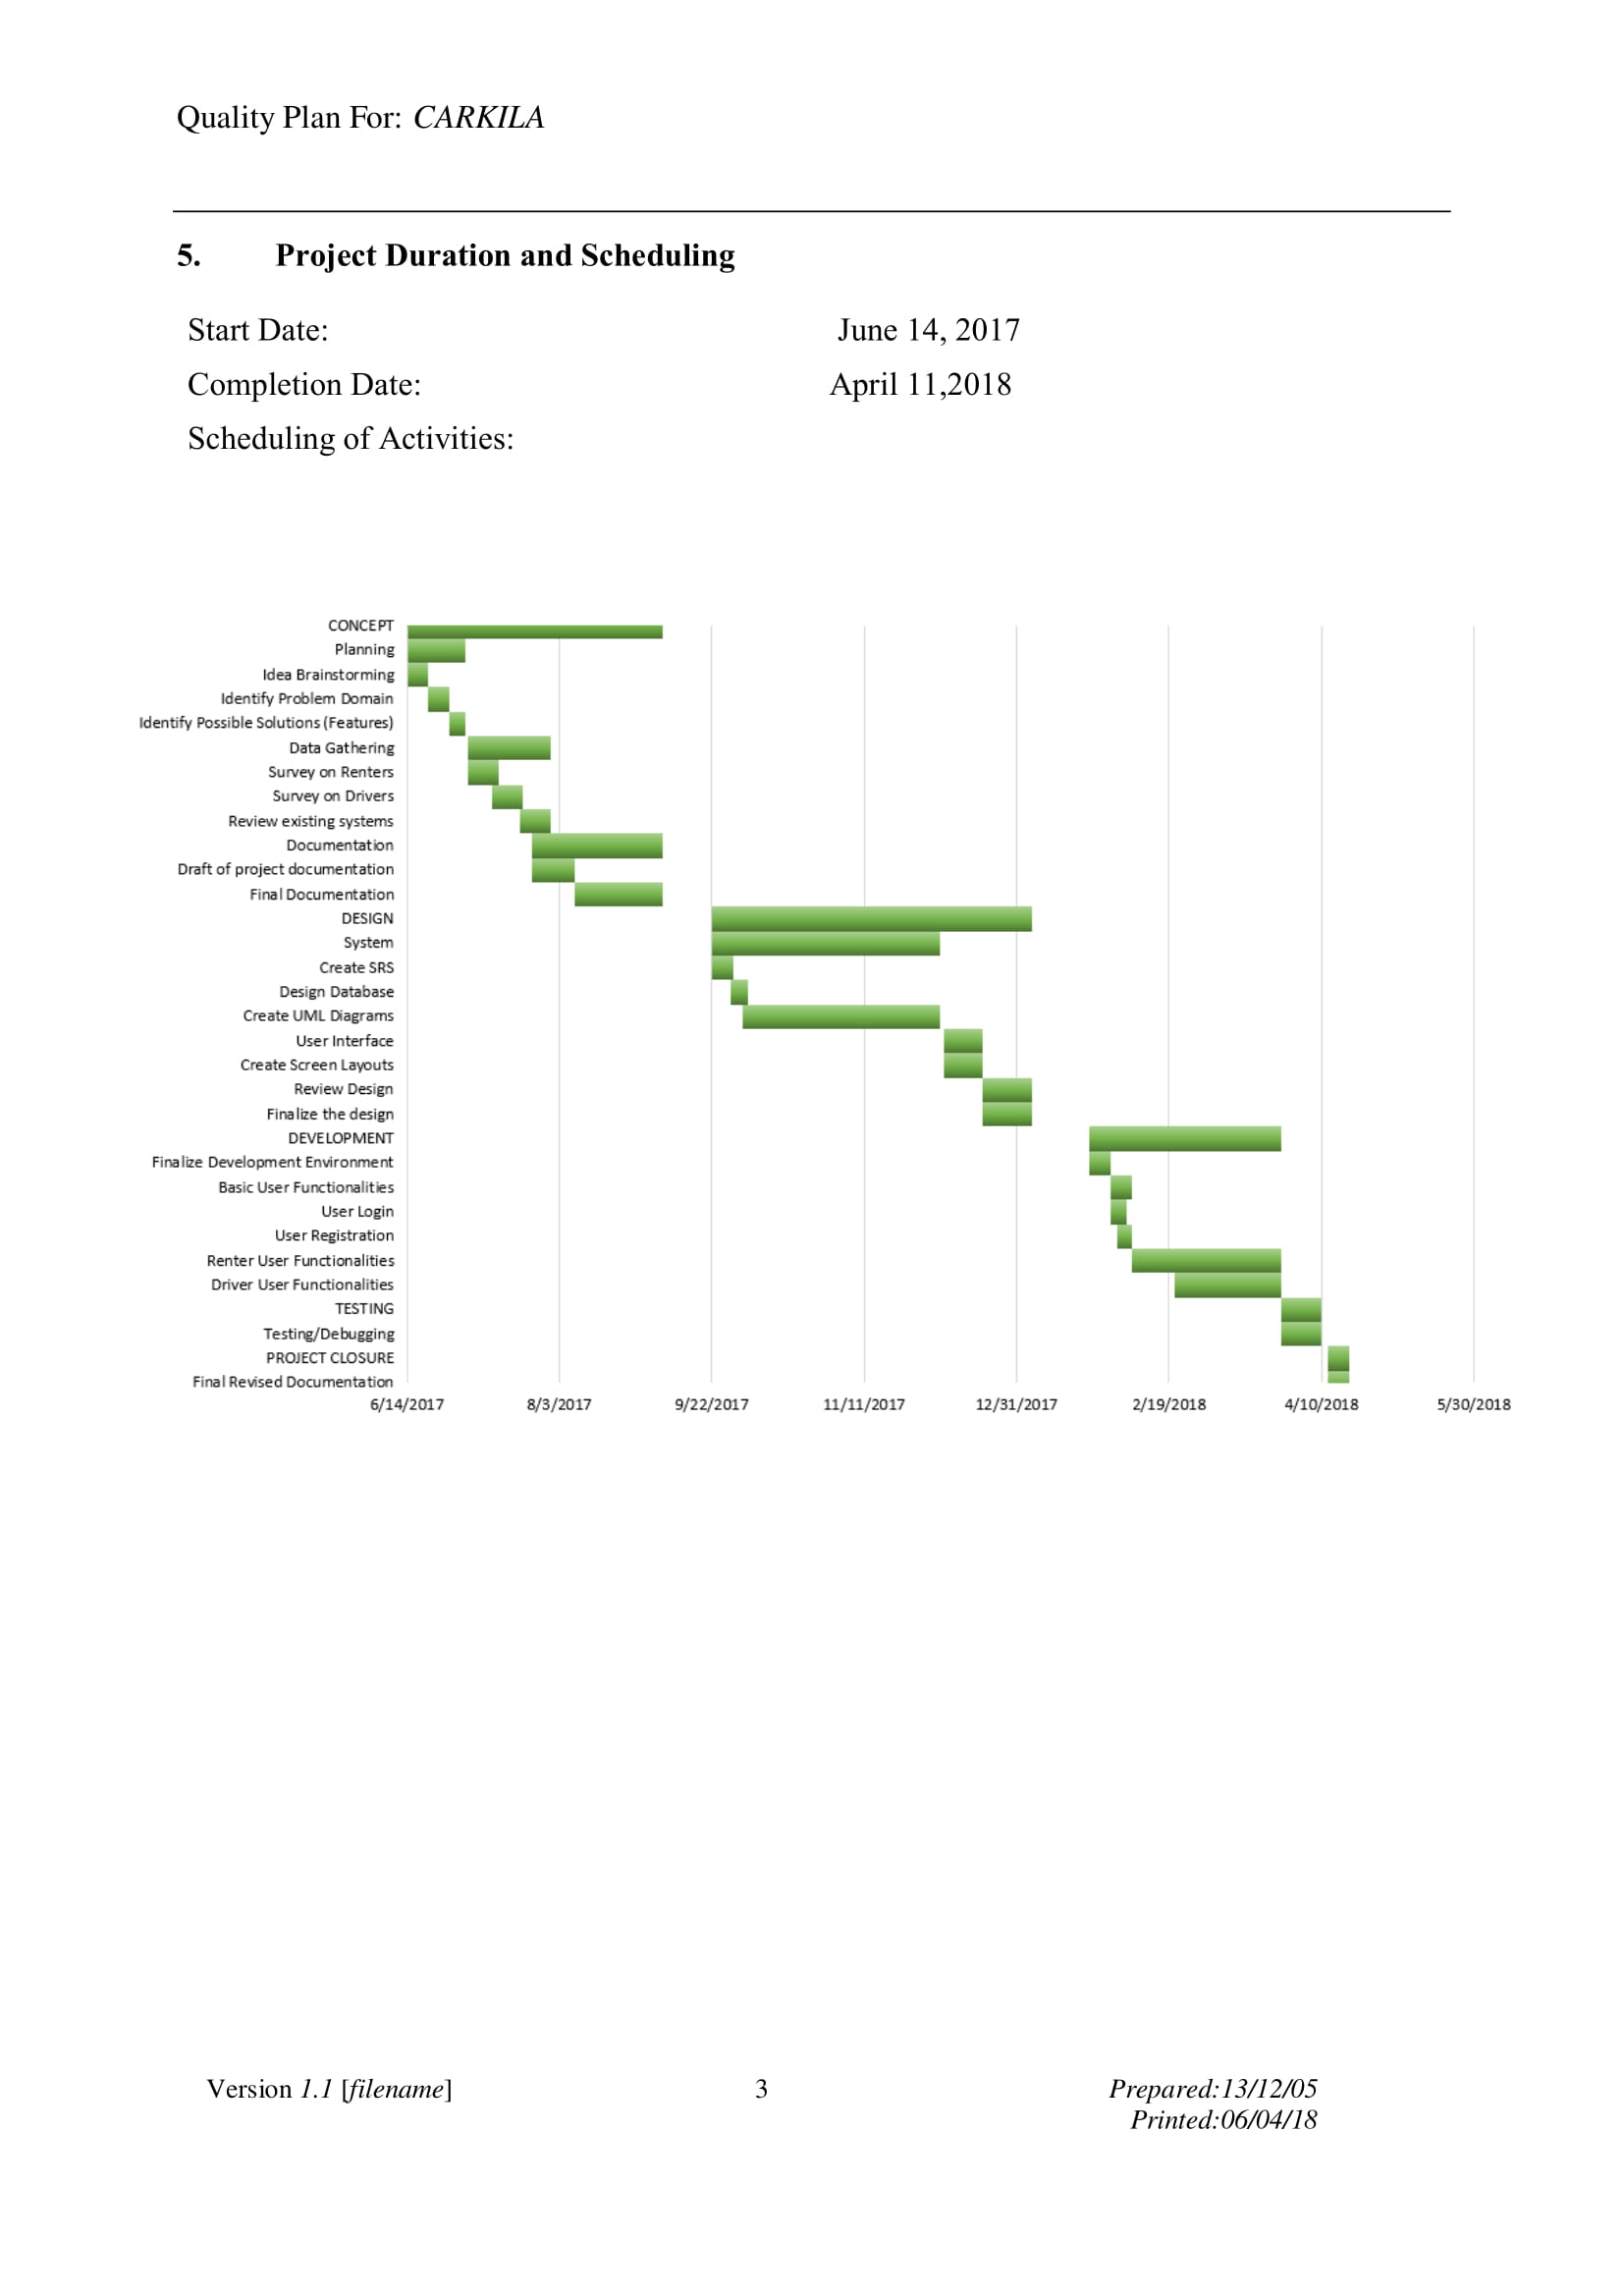 Quality Plan For: CARKILA
5. Project Duration and Scheduling
Start Date: June 14, 2017
Completion Date: April 11,2018
Scheduling of Activities:
CONCEPT
Planning
Idea Brainstorming
Identify Problem Domain
Identify Possible Solutions (Features)
Data Gathering
Survey on Renters
Survey on Drivers
Review existing systems
Documentation
Draft of project documentation
Final Documentation
DESIGN
System
Create SRS
Design Database
Create UML Diagrams
User Interface
Create Screen Layouts
Review Design
Finalize the design
DEVELOPMENT
Finalize Development Environment
Basic User Functionalities
User Login
User Registration
Renter User Functionalities
Driver User Functionalities
TESTING
Testing/Debugging
PROJECT CLOSURE
Final Revised Documentation
6/14/2017 8/3/2017 9/22/2017 11/11/2017 12/31/2017 2/19/2018 4/10/2018 5/30/2018
Version 1.1 [filename] 3 Prepared:13/12/05
Printed:06/04/18